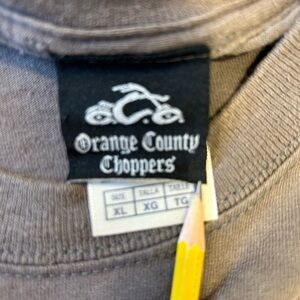 Orange County
Choppers
SIZE TALLA TAILLE
XL XG TG